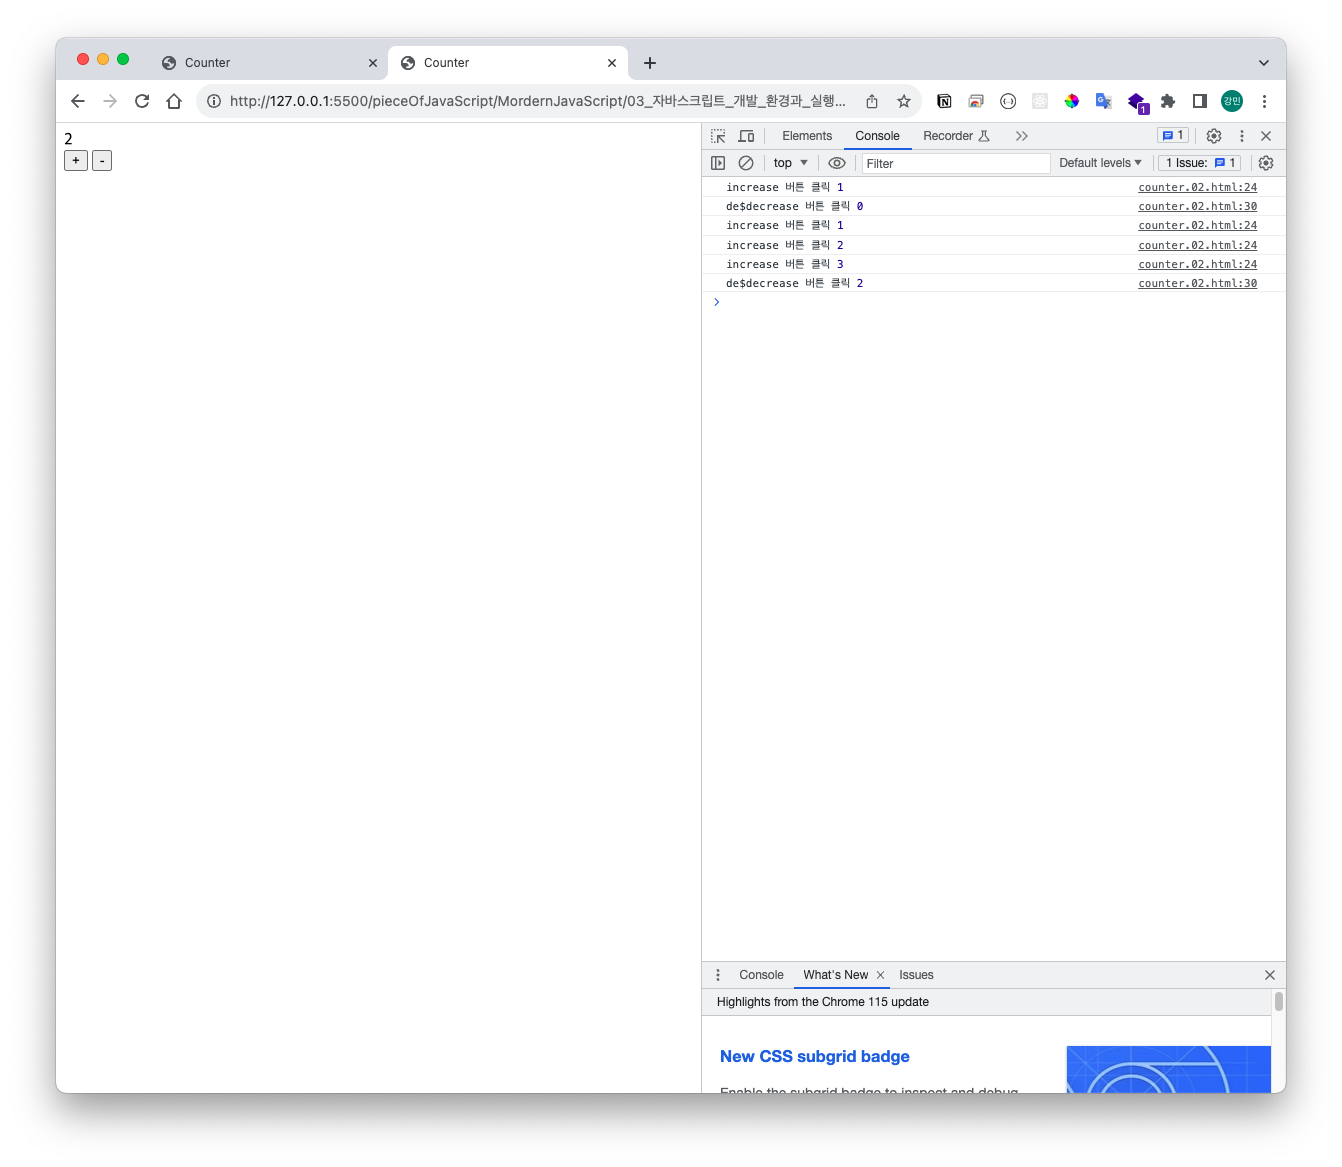 Counter
Counter
http://127.0.0.1:5500/pieceOfJavaScript/MordernJavaScript/03_자바스크립트_개발_환경과_실행...
1
강민
2
+ -
Elements Console Recorder 1
top Filter Default levels 1 Issue: 1
increase 버튼 클릭 1 counter.02.html:24
de$decrease 버튼 클릭 0 counter.02.html:30
increase 버튼 클릭 1 counter.02.html:24
increase 버튼 클릭 2 counter.02.html:24
increase 버튼 클릭 3 counter.02.html:24
de$decrease 버튼 클릭 2 counter.02.html:30
Console What's New Issues
Highlights from the Chrome 115 update
New CSS subgrid badge
Enable the subgrid badge to inspect and debug